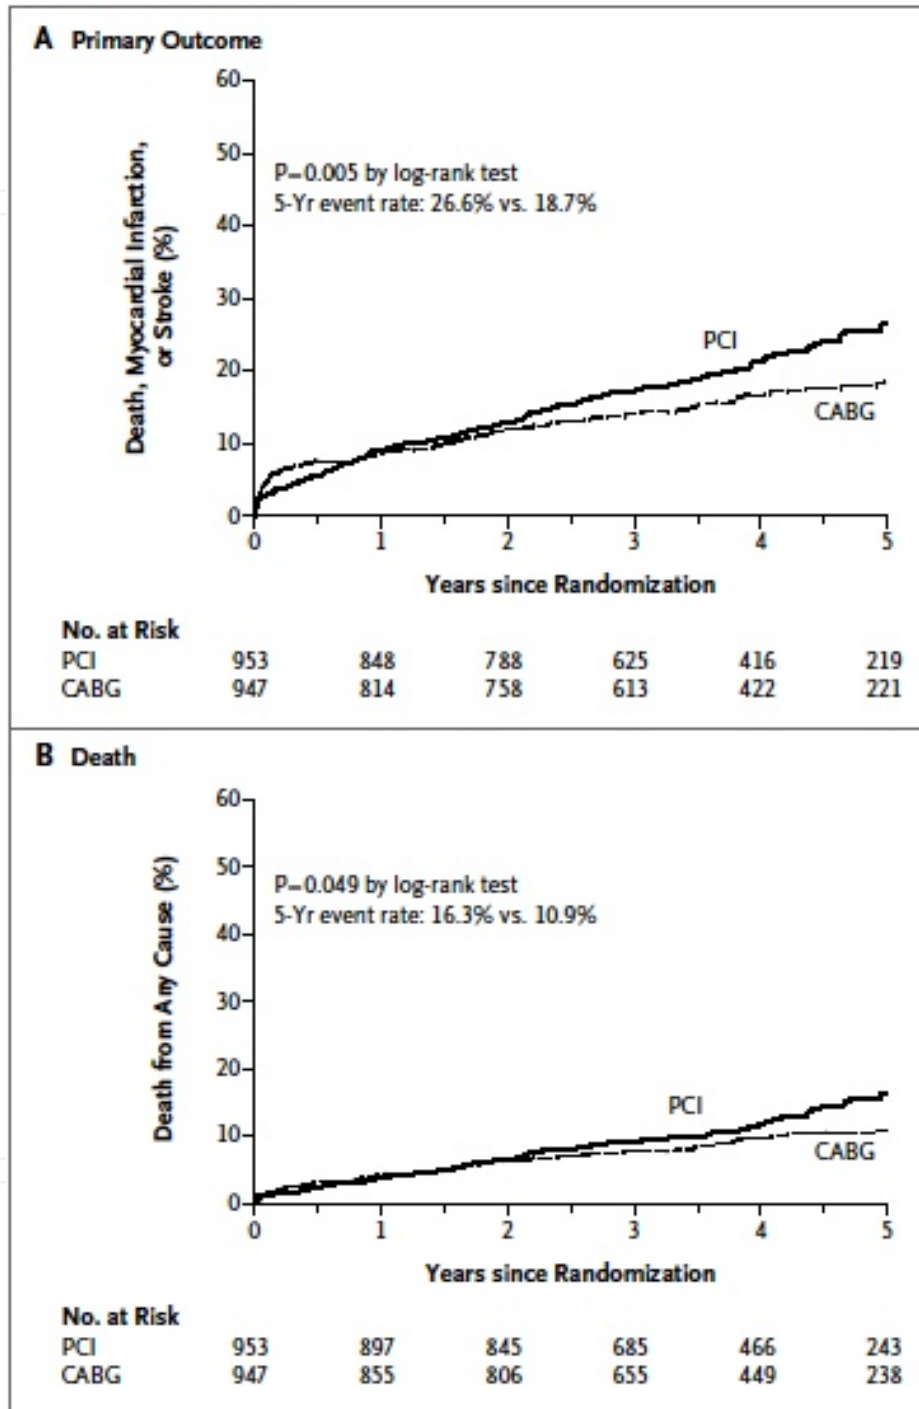 A Primary Outcome
60
50
40
30
20
10
0
Death, Myocardial Infarction,
or Stroke (%)
P=0.005 by log-rank test
5-Yr event rate: 26.6% vs. 18.7%
PCI
CABG
0 1 2 3 4 5
Years since Randomization
No. at Risk
PCI 953 848 788 625 416 219
CABG 947 814 758 613 422 221
B Death
60
50
40
30
20
10
0
Death from Any Cause (%)
P=0.049 by log-rank test
5-Yr event rate: 16.3% vs. 10.9%
PCI
CABG
0 1 2 3 4 5
Years since Randomization
No. at Risk
PCI 953 897 845 685 466 243
CABG 947 855 806 655 449 238